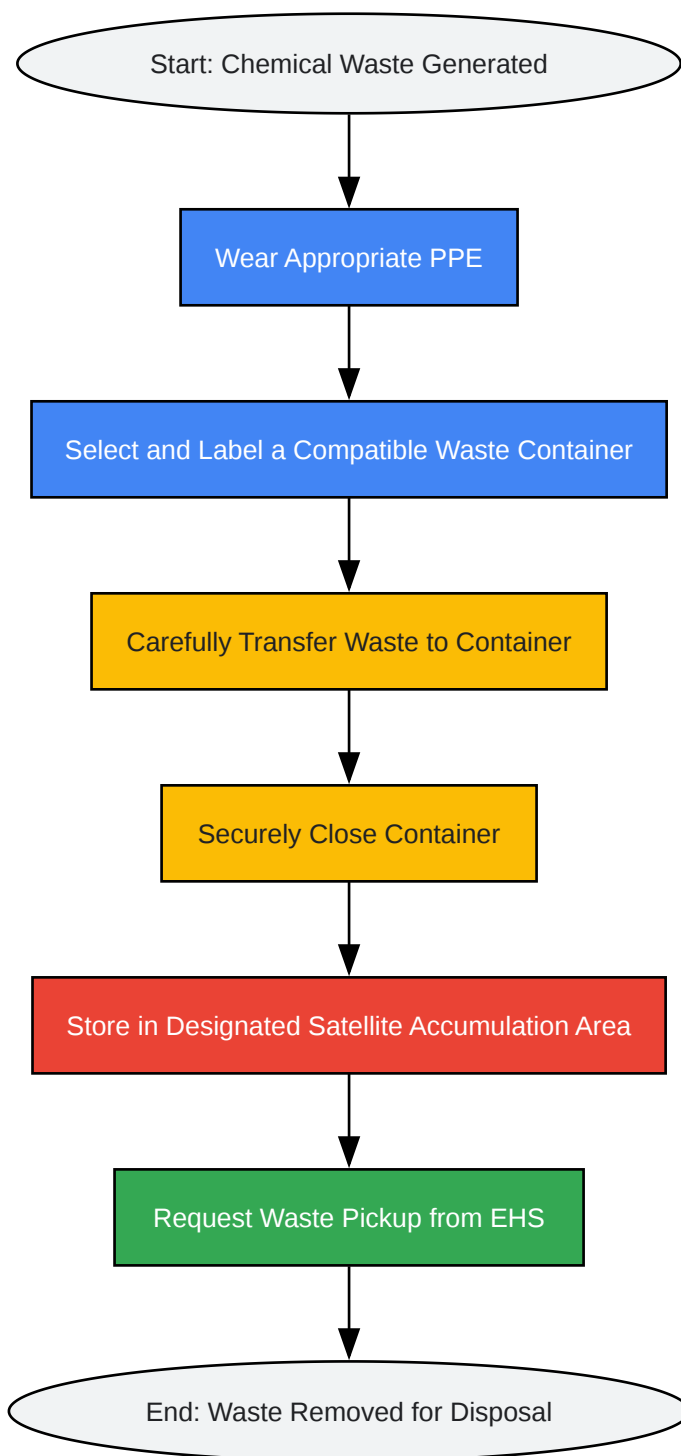 Start: Chemical Waste Generated
Wear Appropriate PPE
Select and Label a Compatible Waste Container
Carefully Transfer Waste to Container
Securely Close Container
Store in Designated Satellite Accumulation Area
Request Waste Pickup from EHS
End: Waste Removed for Disposal